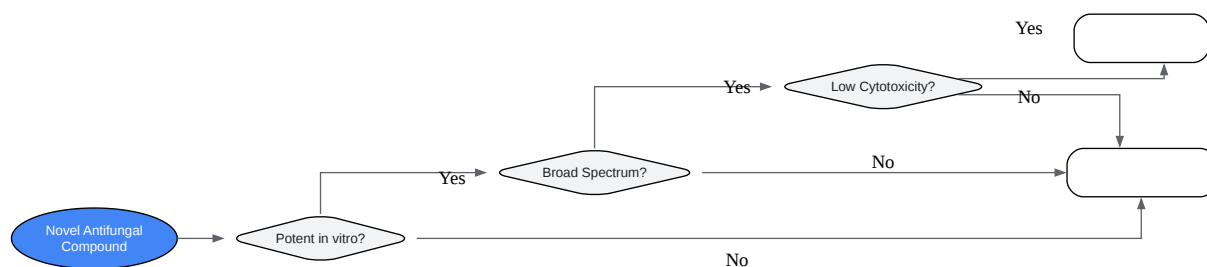 Novel Antifungal
Compound
Potent in vitro?
Yes
No
Broad Spectrum?
Yes
No
Low Cytotoxicity?
Yes
No